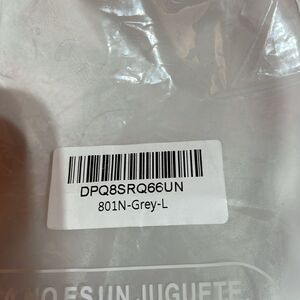 DPQ8SRQ66UN
801N-Grey-L
NO ES UN JUGUETE